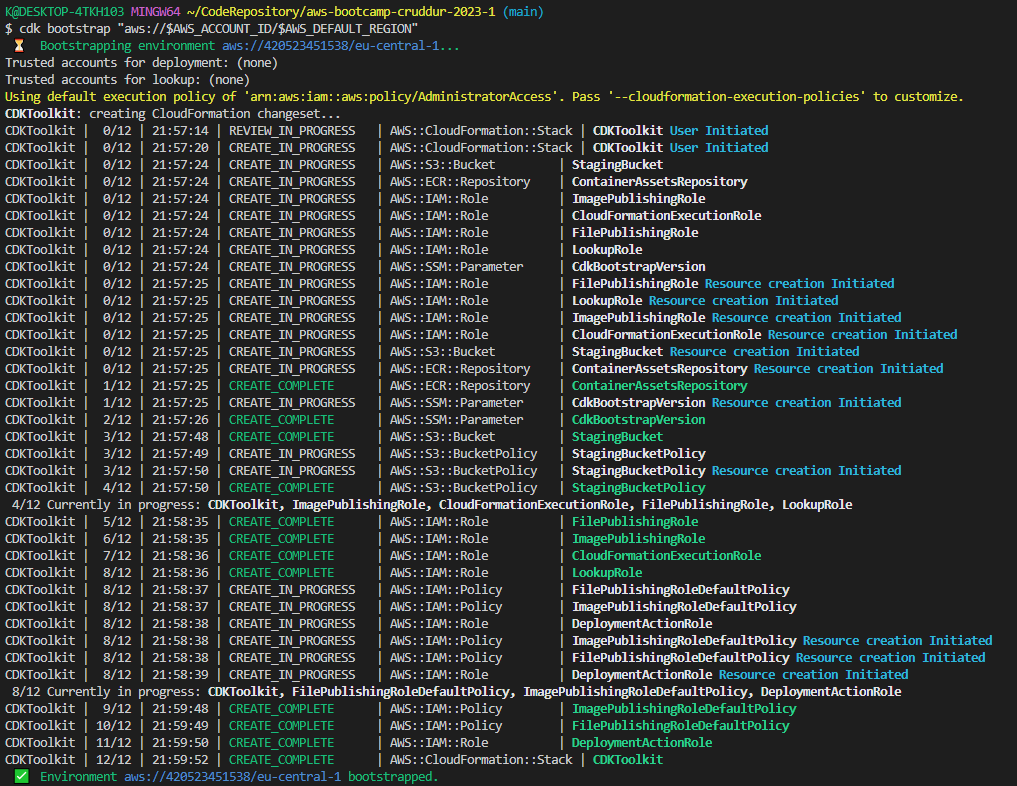 K@DESKTOP-4TKH103 MINGW64 ~/CodeRepository/aws-bootcamp-cruddur-2023-1 (main)
$ cdk bootstrap "aws://$AWS_ACCOUNT_ID/$AWS_DEFAULT_REGION"
⏳ Bootstrapping environment aws://420523451538/eu-central-1...
Trusted accounts for deployment: (none)
Trusted accounts for lookup: (none)
Using default execution policy of 'arn:aws:iam::aws:policy/AdministratorAccess'. Pass '--cloudformation-execution-policies' to customize.
CDKToolkit: creating CloudFormation changeset...
CDKToolkit | 0/12 | 21:57:14 | REVIEW_IN_PROGRESS | AWS::CloudFormation::Stack | CDKToolkit User Initiated
CDKToolkit | 0/12 | 21:57:20 | CREATE_IN_PROGRESS | AWS::CloudFormation::Stack | CDKToolkit User Initiated
CDKToolkit | 0/12 | 21:57:24 | CREATE_IN_PROGRESS | AWS::S3::Bucket | StagingBucket
CDKToolkit | 0/12 | 21:57:24 | CREATE_IN_PROGRESS | AWS::ECR::Repository | ContainerAssetsRepository
CDKToolkit | 0/12 | 21:57:24 | CREATE_IN_PROGRESS | AWS::IAM::Role | ImagePublishingRole
CDKToolkit | 0/12 | 21:57:24 | CREATE_IN_PROGRESS | AWS::IAM::Role | CloudFormationExecutionRole
CDKToolkit | 0/12 | 21:57:24 | CREATE_IN_PROGRESS | AWS::IAM::Role | FilePublishingRole
CDKToolkit | 0/12 | 21:57:24 | CREATE_IN_PROGRESS | AWS::IAM::Role | LookupRole
CDKToolkit | 0/12 | 21:57:24 | CREATE_IN_PROGRESS | AWS::SSM::Parameter | CdkBootstrapVersion
CDKToolkit | 0/12 | 21:57:25 | CREATE_IN_PROGRESS | AWS::IAM::Role | FilePublishingRole Resource creation Initiated
CDKToolkit | 0/12 | 21:57:25 | CREATE_IN_PROGRESS | AWS::IAM::Role | LookupRole Resource creation Initiated
CDKToolkit | 0/12 | 21:57:25 | CREATE_IN_PROGRESS | AWS::IAM::Role | ImagePublishingRole Resource creation Initiated
CDKToolkit | 0/12 | 21:57:25 | CREATE_IN_PROGRESS | AWS::IAM::Role | CloudFormationExecutionRole Resource creation Initiated
CDKToolkit | 0/12 | 21:57:25 | CREATE_IN_PROGRESS | AWS::S3::Bucket | StagingBucket Resource creation Initiated
CDKToolkit | 0/12 | 21:57:25 | CREATE_IN_PROGRESS | AWS::ECR::Repository | ContainerAssetsRepository Resource creation Initiated
CDKToolkit | 1/12 | 21:57:25 | CREATE_COMPLETE | AWS::ECR::Repository | ContainerAssetsRepository
CDKToolkit | 1/12 | 21:57:25 | CREATE_IN_PROGRESS | AWS::SSM::Parameter | CdkBootstrapVersion Resource creation Initiated
CDKToolkit | 2/12 | 21:57:26 | CREATE_COMPLETE | AWS::SSM::Parameter | CdkBootstrapVersion
CDKToolkit | 3/12 | 21:57:48 | CREATE_COMPLETE | AWS::S3::Bucket | StagingBucket
CDKToolkit | 3/12 | 21:57:49 | CREATE_IN_PROGRESS | AWS::S3::BucketPolicy | StagingBucketPolicy
CDKToolkit | 3/12 | 21:57:50 | CREATE_IN_PROGRESS | AWS::S3::BucketPolicy | StagingBucketPolicy Resource creation Initiated
CDKToolkit | 4/12 | 21:57:50 | CREATE_COMPLETE | AWS::S3::BucketPolicy | StagingBucketPolicy
4/12 Currently in progress: CDKToolkit, ImagePublishingRole, CloudFormationExecutionRole, FilePublishingRole, LookupRole
CDKToolkit | 5/12 | 21:58:35 | CREATE_COMPLETE | AWS::IAM::Role | FilePublishingRole
CDKToolkit | 6/12 | 21:58:35 | CREATE_COMPLETE | AWS::IAM::Role | ImagePublishingRole
CDKToolkit | 7/12 | 21:58:36 | CREATE_COMPLETE | AWS::IAM::Role | CloudFormationExecutionRole
CDKToolkit | 8/12 | 21:58:36 | CREATE_COMPLETE | AWS::IAM::Role | LookupRole
CDKToolkit | 8/12 | 21:58:37 | CREATE_IN_PROGRESS | AWS::IAM::Policy | FilePublishingRoleDefaultPolicy
CDKToolkit | 8/12 | 21:58:37 | CREATE_IN_PROGRESS | AWS::IAM::Policy | ImagePublishingRoleDefaultPolicy
CDKToolkit | 8/12 | 21:58:38 | CREATE_IN_PROGRESS | AWS::IAM::Role | DeploymentActionRole
CDKToolkit | 8/12 | 21:58:38 | CREATE_IN_PROGRESS | AWS::IAM::Policy | ImagePublishingRoleDefaultPolicy Resource creation Initiated
CDKToolkit | 8/12 | 21:58:38 | CREATE_IN_PROGRESS | AWS::IAM::Policy | FilePublishingRoleDefaultPolicy Resource creation Initiated
CDKToolkit | 8/12 | 21:58:39 | CREATE_IN_PROGRESS | AWS::IAM::Role | DeploymentActionRole Resource creation Initiated
8/12 Currently in progress: CDKToolkit, FilePublishingRoleDefaultPolicy, ImagePublishingRoleDefaultPolicy, DeploymentActionRole
CDKToolkit | 9/12 | 21:59:48 | CREATE_COMPLETE | AWS::IAM::Policy | ImagePublishingRoleDefaultPolicy
CDKToolkit | 10/12 | 21:59:49 | CREATE_COMPLETE | AWS::IAM::Policy | FilePublishingRoleDefaultPolicy
CDKToolkit | 11/12 | 21:59:50 | CREATE_COMPLETE | AWS::IAM::Role | DeploymentActionRole
CDKToolkit | 12/12 | 21:59:52 | CREATE_COMPLETE | AWS::CloudFormation::Stack | CDKToolkit
✅ Environment aws://420523451538/eu-central-1 bootstrapped.